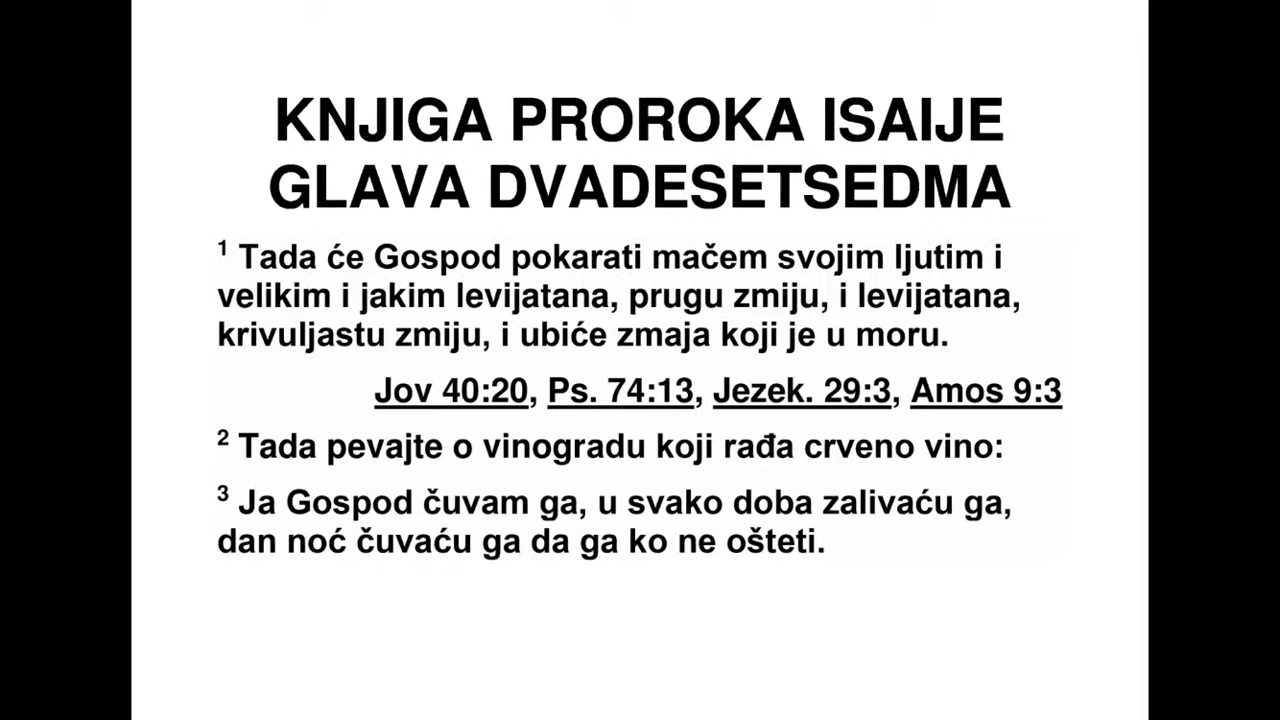 KNJIGA PROROKA ISAIJE
GLAVA DVADESETSEDMA
1 Tada će Gospod pokarati mačem svojim ljutim i
velikim i jakim levijatana, prugu zmiju, i levijatana,
krivuljastu zmiju, i ubiće zmaja koji je u moru.
Jov 40:20, Ps. 74:13, Jezek. 29:3, Amos 9:3
2 Tada pevajte o vinogradu koji rađa crveno vino:
3 Ja Gospod čuvam ga, u svako doba zalivaću ga,
dan noć čuvaću ga da ga ko ne ošteti.